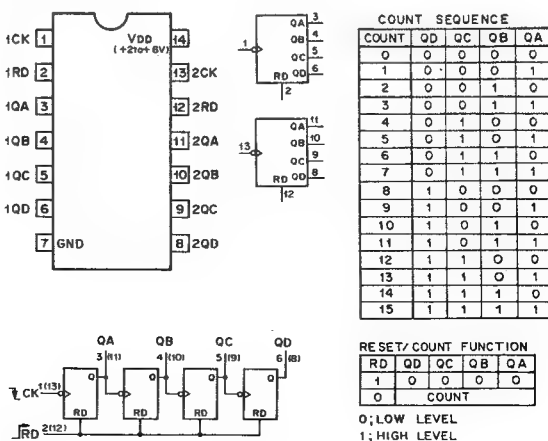 1CK 1 VDD 14
(+2to+6V)
1RD 2 13 2CK
1QA 3 12 2RD
1QB 4 11 2QA
1QC 5 10 2QB
1QD 6 9 2QC
7 GND 8 2QD
1 QA 3
QB 4
QC 5
QD 6
RD
2
13 QA 11
QB 10
QC 9
QD 8
RD
12
COUNT SEQUENCE
COUNT QD QC QB QA
0 0 0 0 0
1 0 0 0 1
2 0 0 1 0
3 0 0 1 1
4 0 1 0 0
5 0 1 0 1
6 0 1 1 0
7 0 1 1 1
8 1 0 0 0
9 1 0 0 1
10 1 0 1 0
11 1 0 1 1
12 1 1 0 0
13 1 1 0 1
14 1 1 1 0
15 1 1 1 1
QA QB QC QD
3(11) 4(10) 5(9) 6(8)
CK 1(13) Q Q Q Q
RD RD RD RD
RD 2(12)
RESET/COUNT FUNCTION
RD QD QC QB QA
1 0 0 0 0
0 COUNT
0;LOW LEVEL
1;HIGH LEVEL